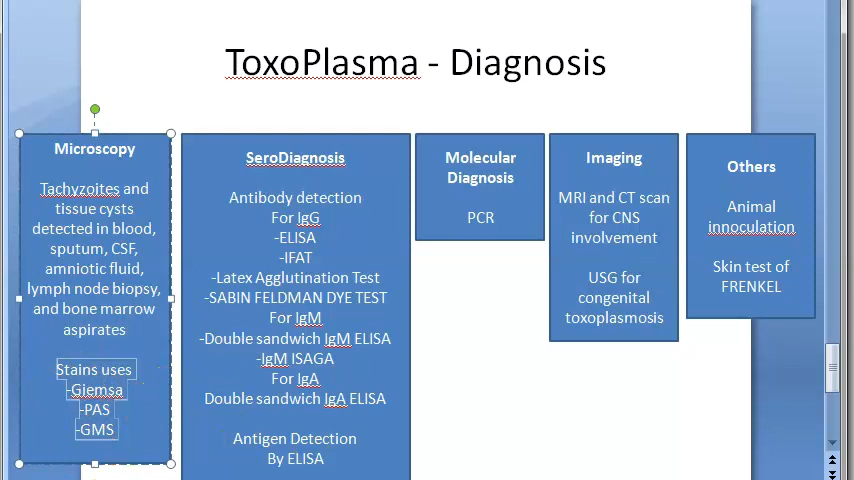 ToxoPlasma - Diagnosis
Microscopy
Tachyzoites and
tissue cysts
detected in blood,
sputum, CSF,
amniotic fluid,
lymph node biopsy,
and bone marrow
aspirates
Stains uses
-Giemsa
-PAS
-GMS
SeroDiagnosis
Antibody detection
For IgG
-ELISA
-IFAT
-Latex Agglutination Test
-SABIN FELDMAN DYE TEST
For IgM
-Double sandwich IgM ELISA
-IgM ISAGA
For IgA
Double sandwich IgA ELISA
Antigen Detection
By ELISA
Molecular
Diagnosis
PCR
Imaging
MRI and CT scan
for CNS
involvement
USG for
congenital
toxoplasmosis
Others
Animal
innoculation
Skin test of
FRENKEL